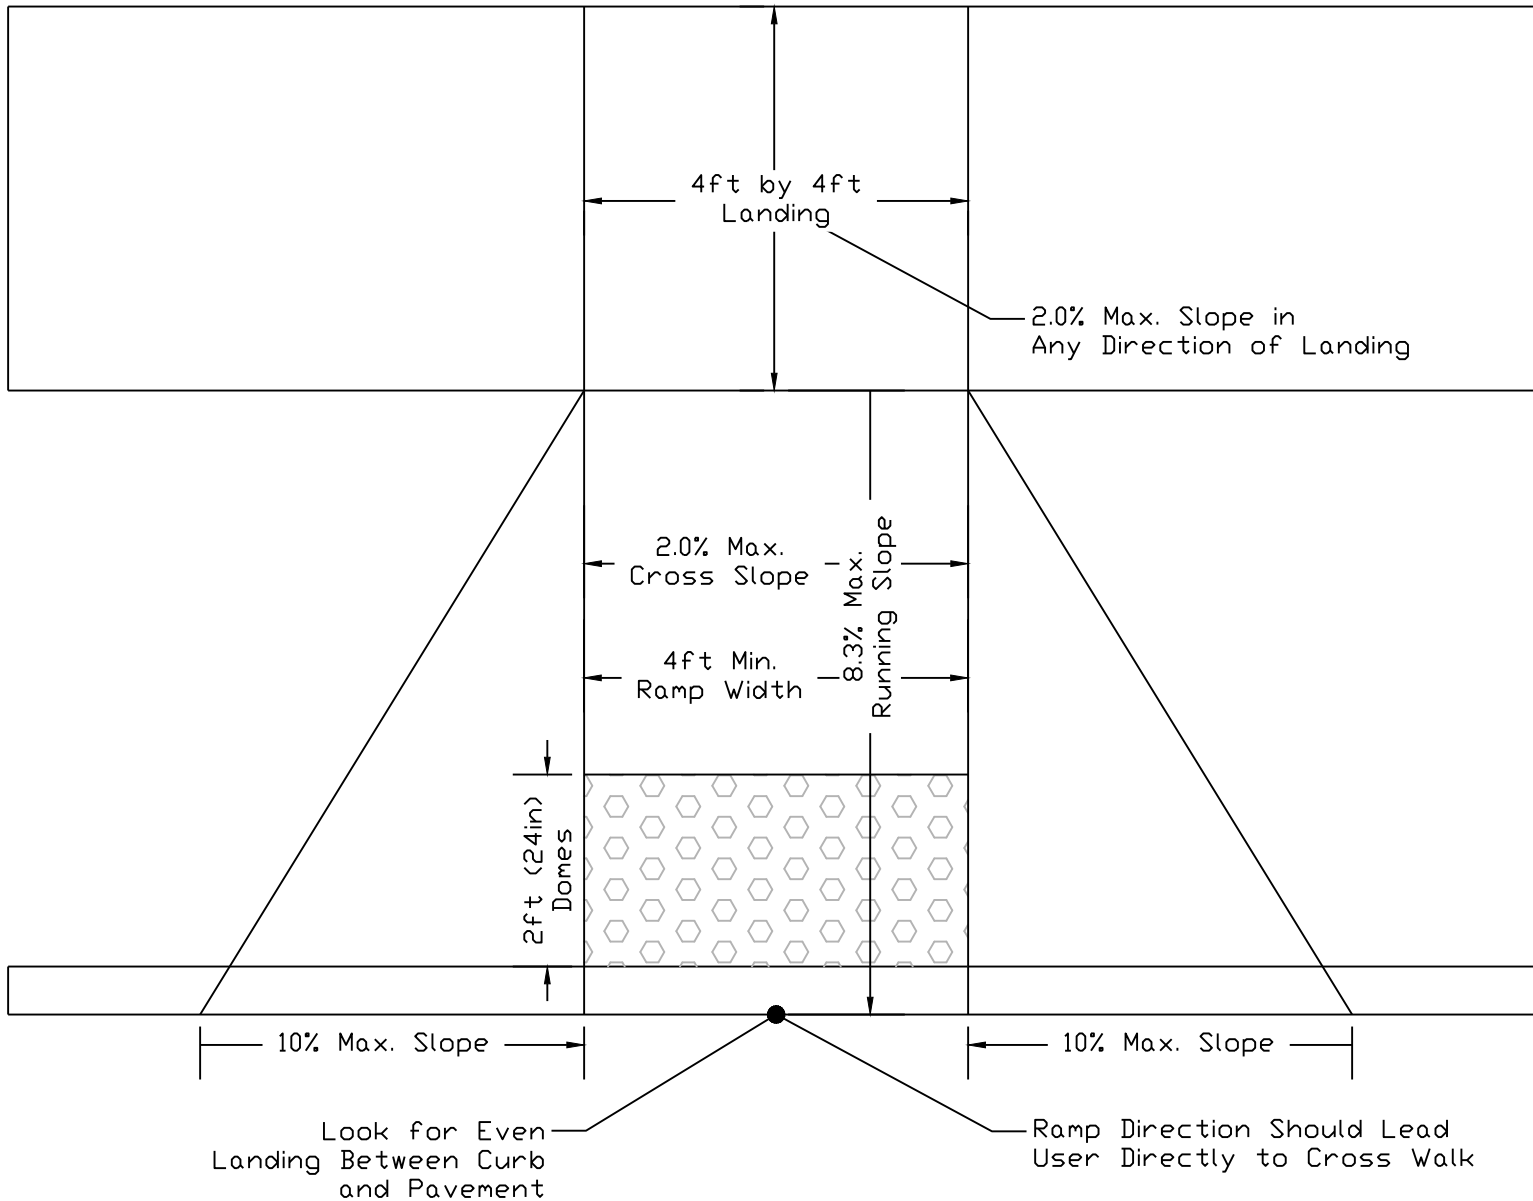 4ft by 4ft
Landing
2.0% Max. Slope in
Any Direction of Landing
2.0% Max.
Cross Slope
8.3% Max.
Running Slope
4ft Min.
Ramp Width
2ft (24in)
Domes
10% Max. Slope
10% Max. Slope
Look for Even
Landing Between Curb
and Pavement
Ramp Direction Should Lead
User Directly to Cross Walk